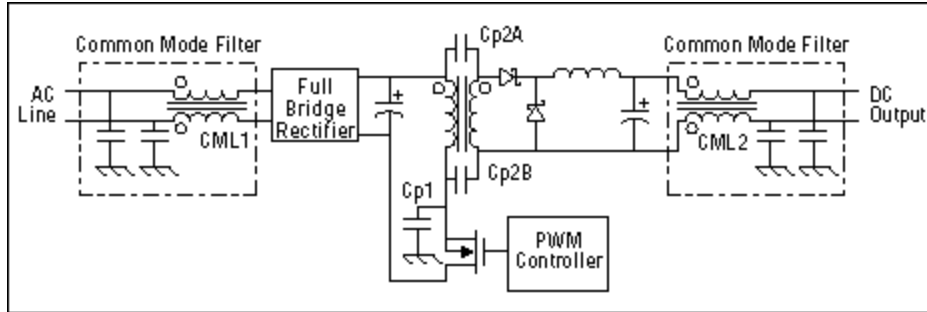 Cp2A
Common Mode Filter
Common Mode Filter
AC
Line
CML1
Full
Bridge
Rectifier
+
+
CML2
DC
Output
Cp1
Cp2B
PWM
Controller